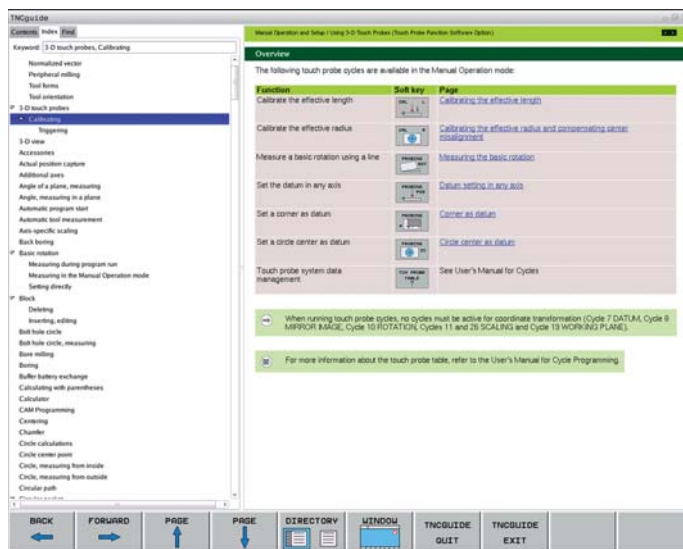 TNCguide
Contents Index Find
Keyword: 3-D touch probes, Calibrating
Normalized vector
Peripheral milling
Tool forms
Tool orientation
3-D touch probes
Calibrating
Triggering
3-D view
Accessories
Actual position capture
Additional axes
Angle of a plane, measuring
Angle, measuring in a plane
Automatic program start
Automatic tool measurement
Axis-specific scaling
Back boring
Basic rotation
Measuring during program run
Measuring in the Manual Operation mode
Setting directly
Block
Deleting
Inserting, editing
Bolt hole circle
Bolt hole circle, measuring
Bore milling
Boring
Buffer battery exchange
Calculating with parentheses
Calculator
CAM Programming
Centering
Chamfer
Circle calculations
Circle center point
Circle, measuring from inside
Circle, measuring from outside
Circular path
Manual Operation and Setup / Using 3-D Touch Probes (Touch Probe Function Software Option)
Overview
The following touch probe cycles are available in the Manual Operation mode:
Function Soft key Page
Calibrate the effective length CAL L Calibrating the effective length
Calibrate the effective radius CAL R Calibrating the effective radius and compensating center
misalignment
Measure a basic rotation using a line PROBING ROT Measuring the basic rotation
Set the datum in any axis PROBING POS Datum setting in any axis
Set a corner as datum PROBING Corner as datum
Set a circle center as datum PROBING CC Circle center as datum
Touch probe system data
management
TCH PROBE
TABLE
See User's Manual for Cycles
When running touch probe cycles, no cycles must be active for coordinate transformation (Cycle 7 DATUM, Cycle 8
MIRROR IMAGE, Cycle 10 ROTATION, Cycles 11 and 26 SCALING and Cycle 19 WORKING PLANE).
For more information about the touch probe table, refer to the User's Manual for Cycle Programming.
BACK FORWARD PAGE PAGE DIRECTORY WINDOW TNCGUIDE TNCGUIDE
QUIT EXIT